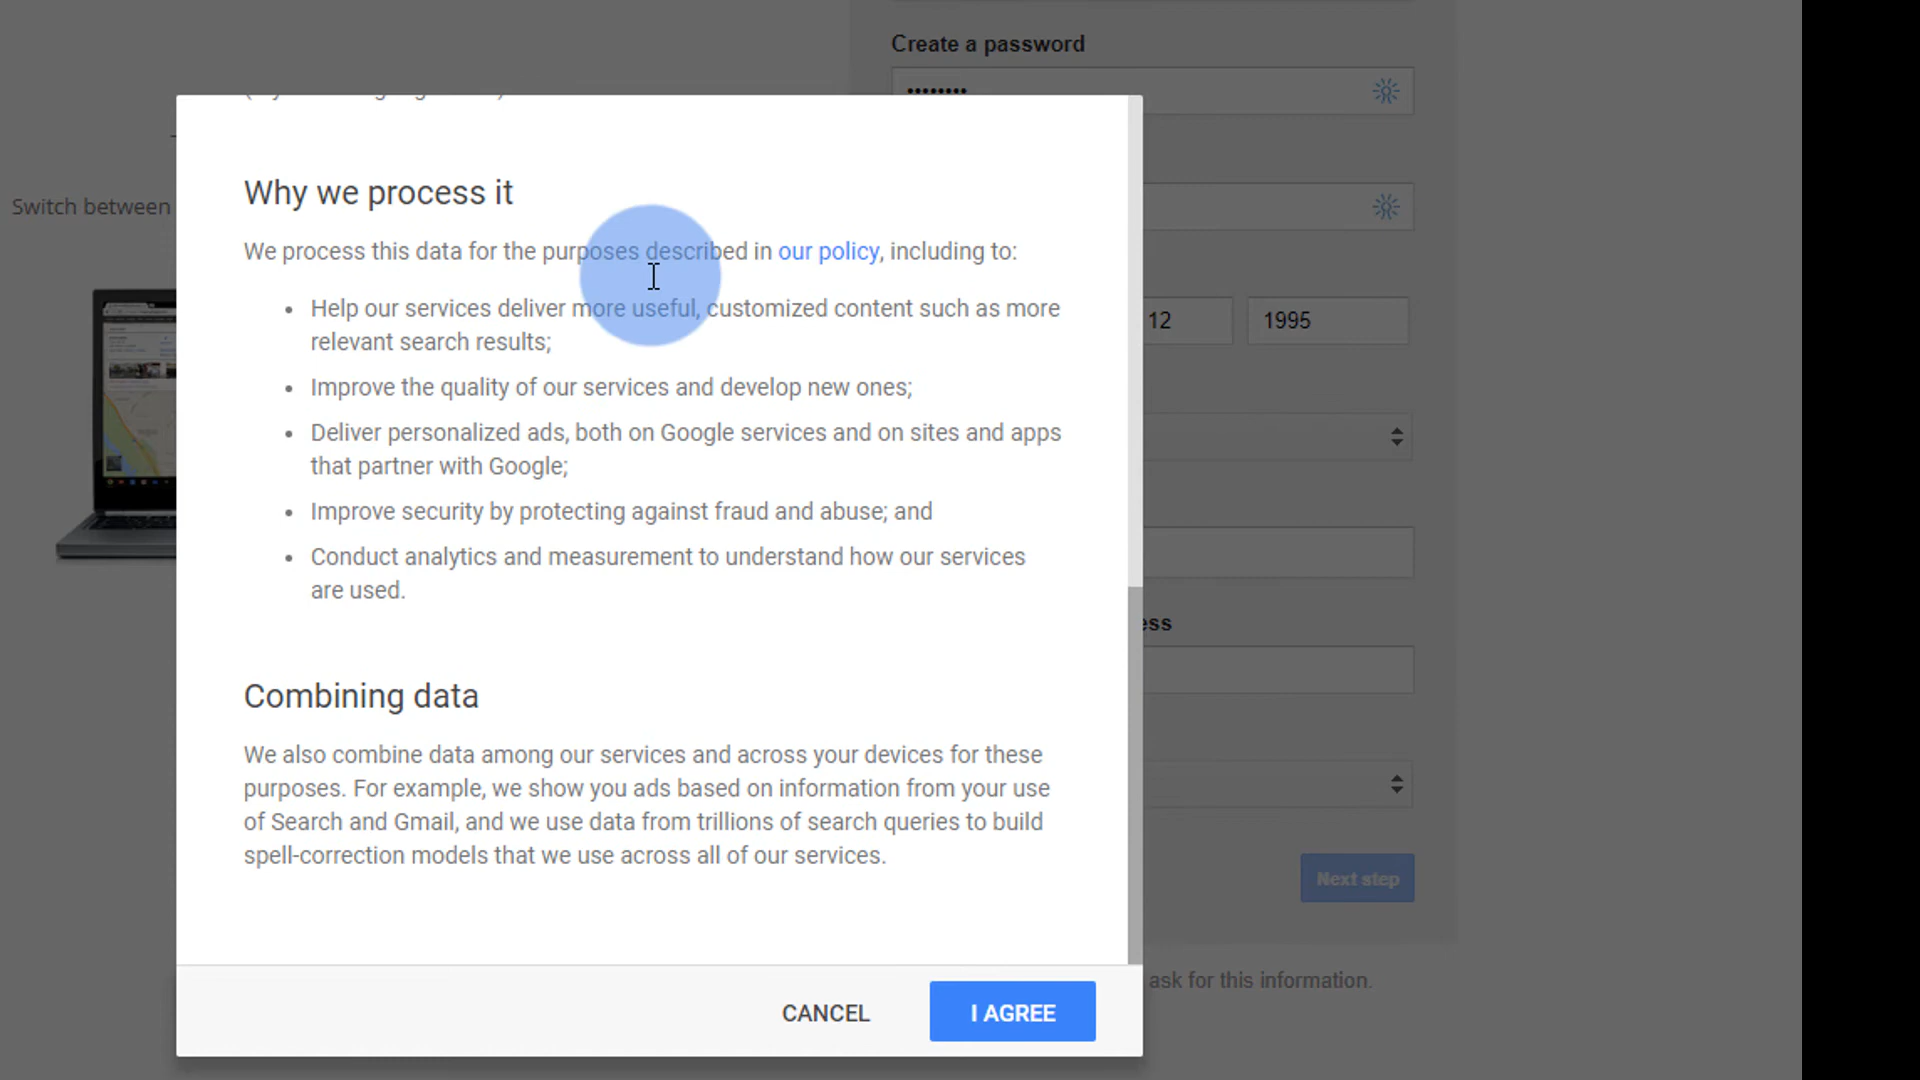 Create a password
••••••••
Switch between
Why we process it
We process this data for the purposes described in our policy, including to:
• Help our services deliver more useful, customized content such as more
relevant search results;
• Improve the quality of our services and develop new ones;
• Deliver personalized ads, both on Google services and on sites and apps
that partner with Google;
• Improve security by protecting against fraud and abuse; and
• Conduct analytics and measurement to understand how our services
are used.
12
1995
Combining data
We also combine data among our services and across your devices for these
purposes. For example, we show you ads based on information from your use
of Search and Gmail, and we use data from trillions of search queries to build
spell-correction models that we use across all of our services.
Next step
ask for this information.
CANCEL
I AGREE